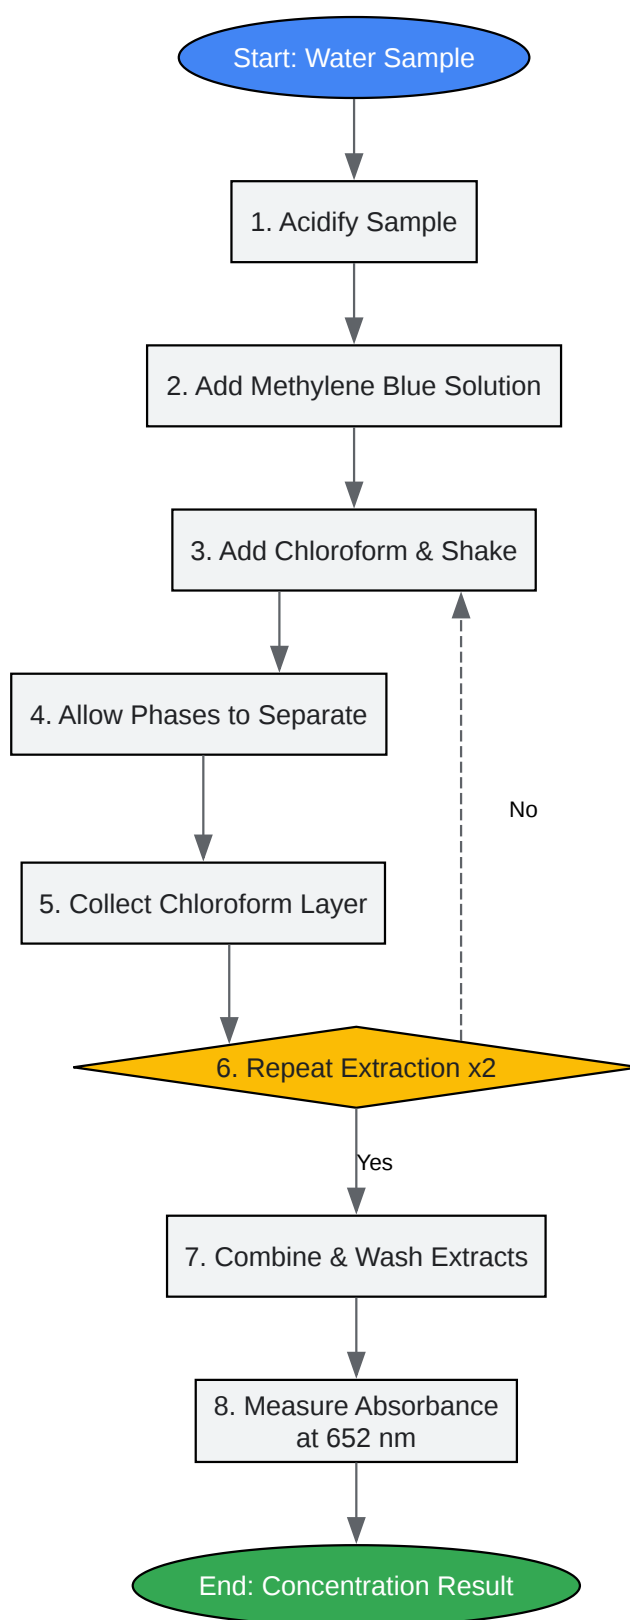 Start: Water Sample
1. Acidify Sample
2. Add Methylene Blue Solution
3. Add Chloroform & Shake
4. Allow Phases to Separate
No
5. Collect Chloroform Layer
6. Repeat Extraction x2
Yes
7. Combine & Wash Extracts
8. Measure Absorbance
at 652 nm
End: Concentration Result